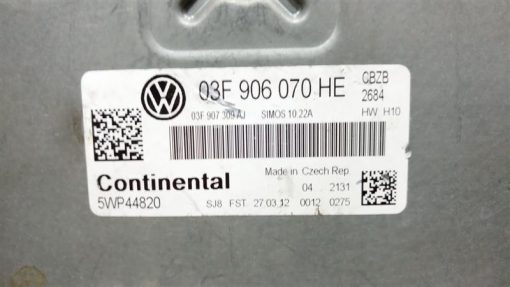 03F 906 070 HE
CBZB
2684
03F 907 309 AJ SIMOS 10.22A HW H10
Continental
Made in Czech Rep
04 2131
5WP44820
SJ8 FST 27.03.12 0012 0275